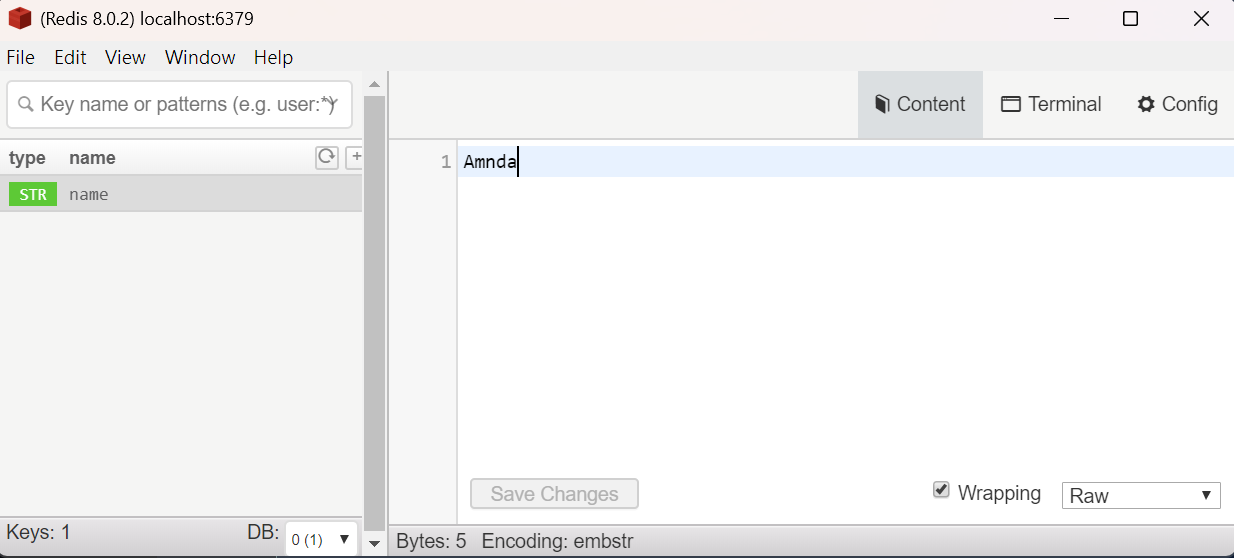 (Redis 8.0.2) localhost:6379
File Edit View Window Help
Key name or patterns (e.g. user:*)
Content Terminal Config
type name
STR name
1 Amnda
Save Changes
Wrapping Raw
Keys: 1 DB: 0 (1)
Bytes: 5 Encoding: embstr